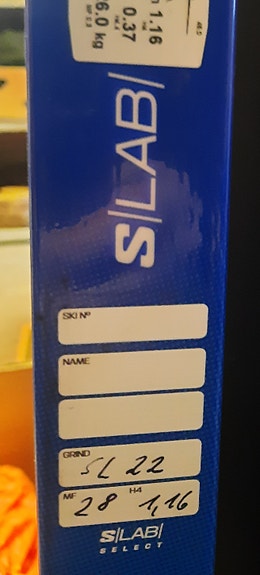 1.16
0.37
6.0 kg
S/LAB/
SKI Nº
NAME
GRIND
SL 22
MF H4
28 1,16
S/LAB/
SELECT